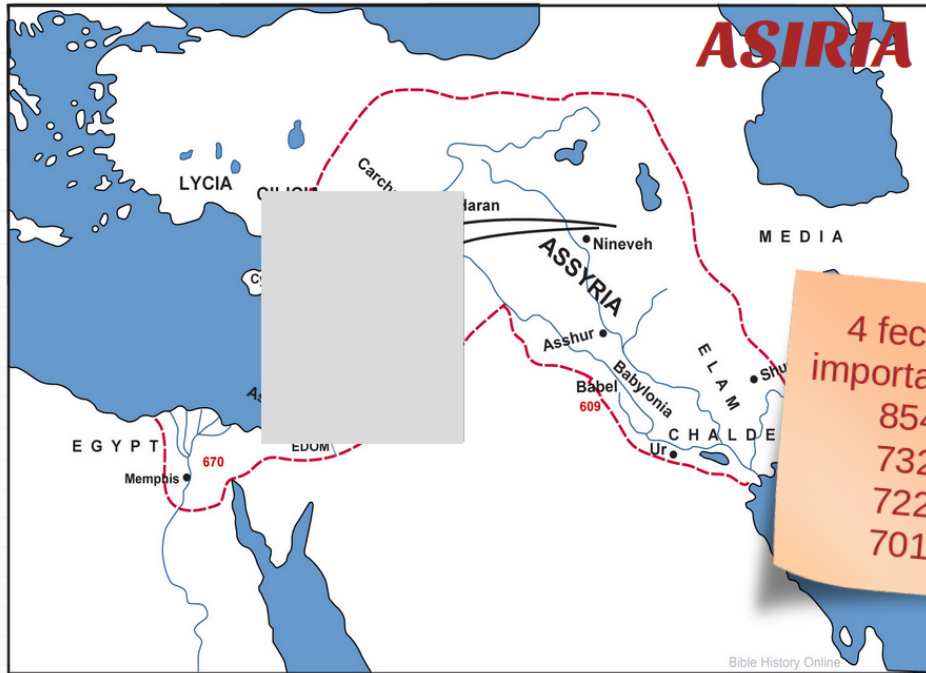 ASIRIA
LYCIA
Carch
Haran
Nineveh
MEDIA
ASSYRIA
Asshur
ELAM
Shu
Babel
Babylonia
609
CHALDE
Ur
EGYPT
670
EDOM
Memphis
4 fec
importa
854
732
722
701
Bible History Online